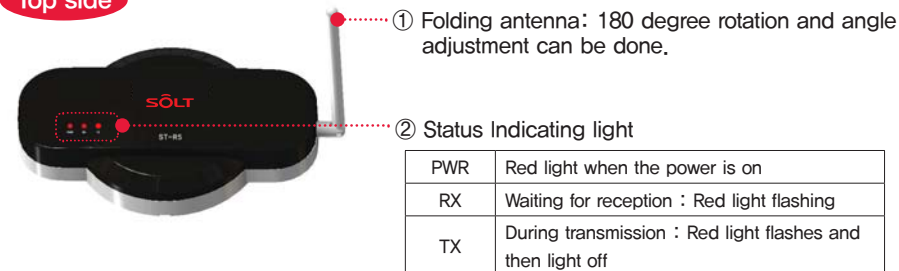 Top side
① Folding antenna: 180 degree rotation and angle
adjustment can be done.
SÔLT
ST-R5
② Status Indicating light
PWR Red light when the power is on
RX Waiting for reception : Red light flashing
TX During transmission : Red light flashes and
then light off